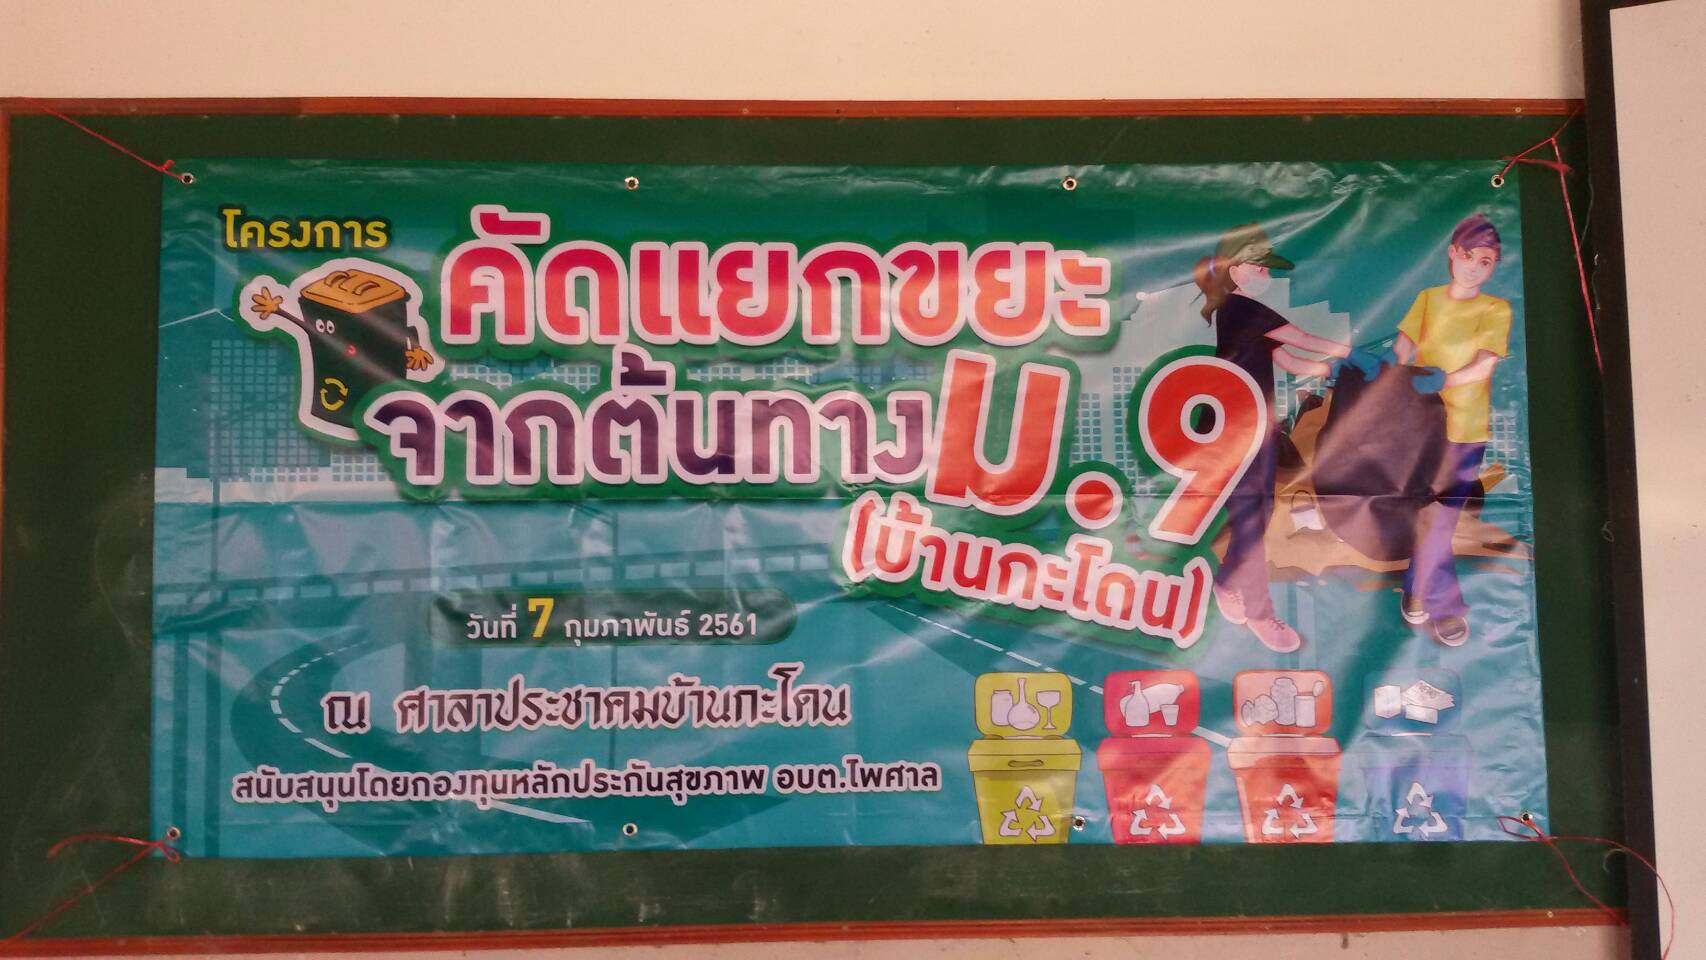 โครงการ
คัดแยกขยะ
จากต้นทาง ม.9
(บ้านกะโดน)
วันที่ 7 กุมภาพันธ์ 2561
ณ ศาลาประชาคมบ้านกะโดน
สนับสนุนโดยกองทุนหลักประกันสุขภาพ อบต.ไพศาล